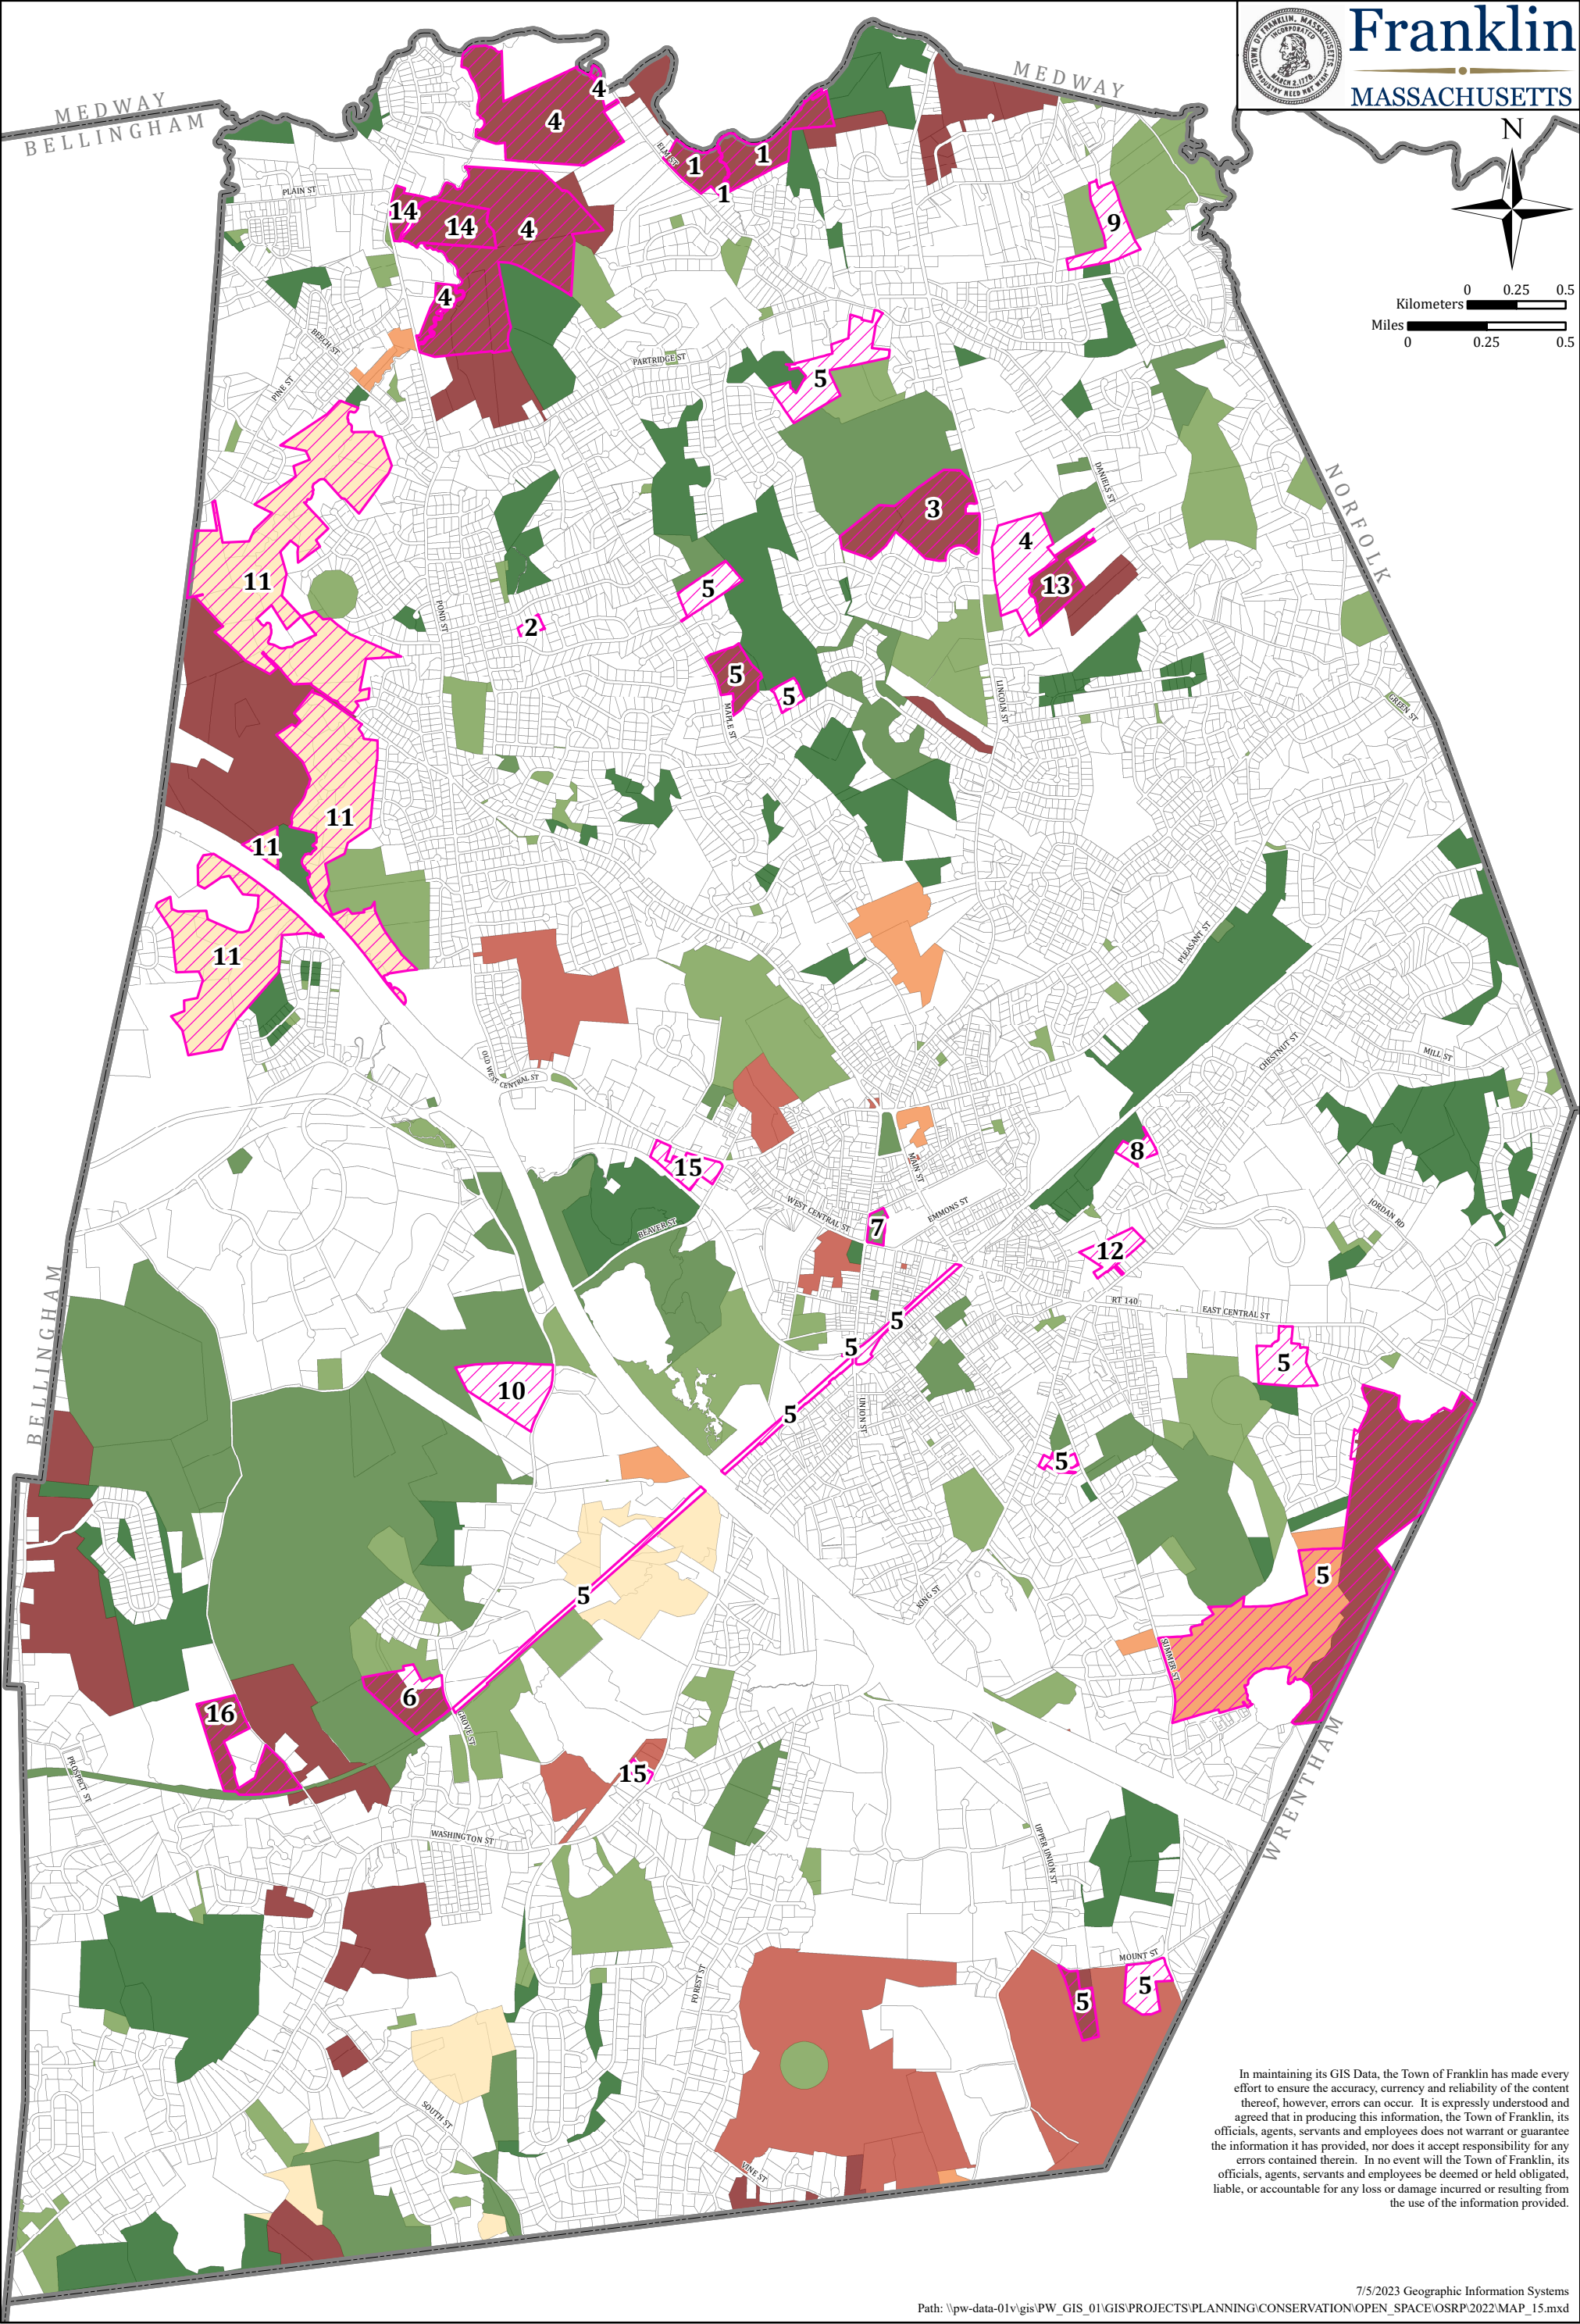 Franklin
MASSACHUSETTS
TOWN OF FRANKLIN, MASSACHUSETTS
INCORPORATED
MARCH 2, 1778
MEDWAY
MEDWAY
BELLINGHAM
N
0 0.25 0.5
Kilometers
Miles
0 0.25 0.5
4
4
ELM ST
1
1
1
PLAIN ST
14
14
4
9
4
BEECH ST
PARTRIDGE ST
PINE ST
5
NORFOLK
DANIELS ST
3
4
11
5
13
POND ST
2
5
5
LINCOLN ST
GREEN ST
MAPLE ST
11
11
PLEASANT ST
11
OLD WEST CENTRAL ST
CHESTNUT ST
MILL ST
15
8
MAIN ST
WEST CENTRAL ST
EMMONS ST
JORDAN RD
BEAVER ST
7
12
BELLINGHAM
RT 140
EAST CENTRAL ST
5
5
5
10
5
UNION ST
5
5
5
KING ST
SUMMER ST
6
16
GROVE ST
PROSPECT ST
15
WRENTHAM
WASHINGTON ST
UPPER UNION ST
MOUNT ST
FOREST ST
5
5
SOUTH ST
VINE ST
In maintaining its GIS Data, the Town of Franklin has made every
effort to ensure the accuracy, currency and reliability of the content
thereof, however, errors can occur. It is expressly understood and
agreed that in producing this information, the Town of Franklin, its
officials, agents, servants and employees does not warrant or guarantee
the information it has provided, nor does it accept responsibility for any
errors contained therein. In no event will the Town of Franklin, its
officials, agents, servants and employees be deemed or held obligated,
liable, or accountable for any loss or damage incurred or resulting from
the use of the information provided.
7/5/2023 Geographic Information Systems
Path: \\pw-data-01v\gis\PW_GIS_01\GIS\PROJECTS\PLANNING\CONSERVATION\OPEN_SPACE\OSRP\2022\MAP_15.mxd